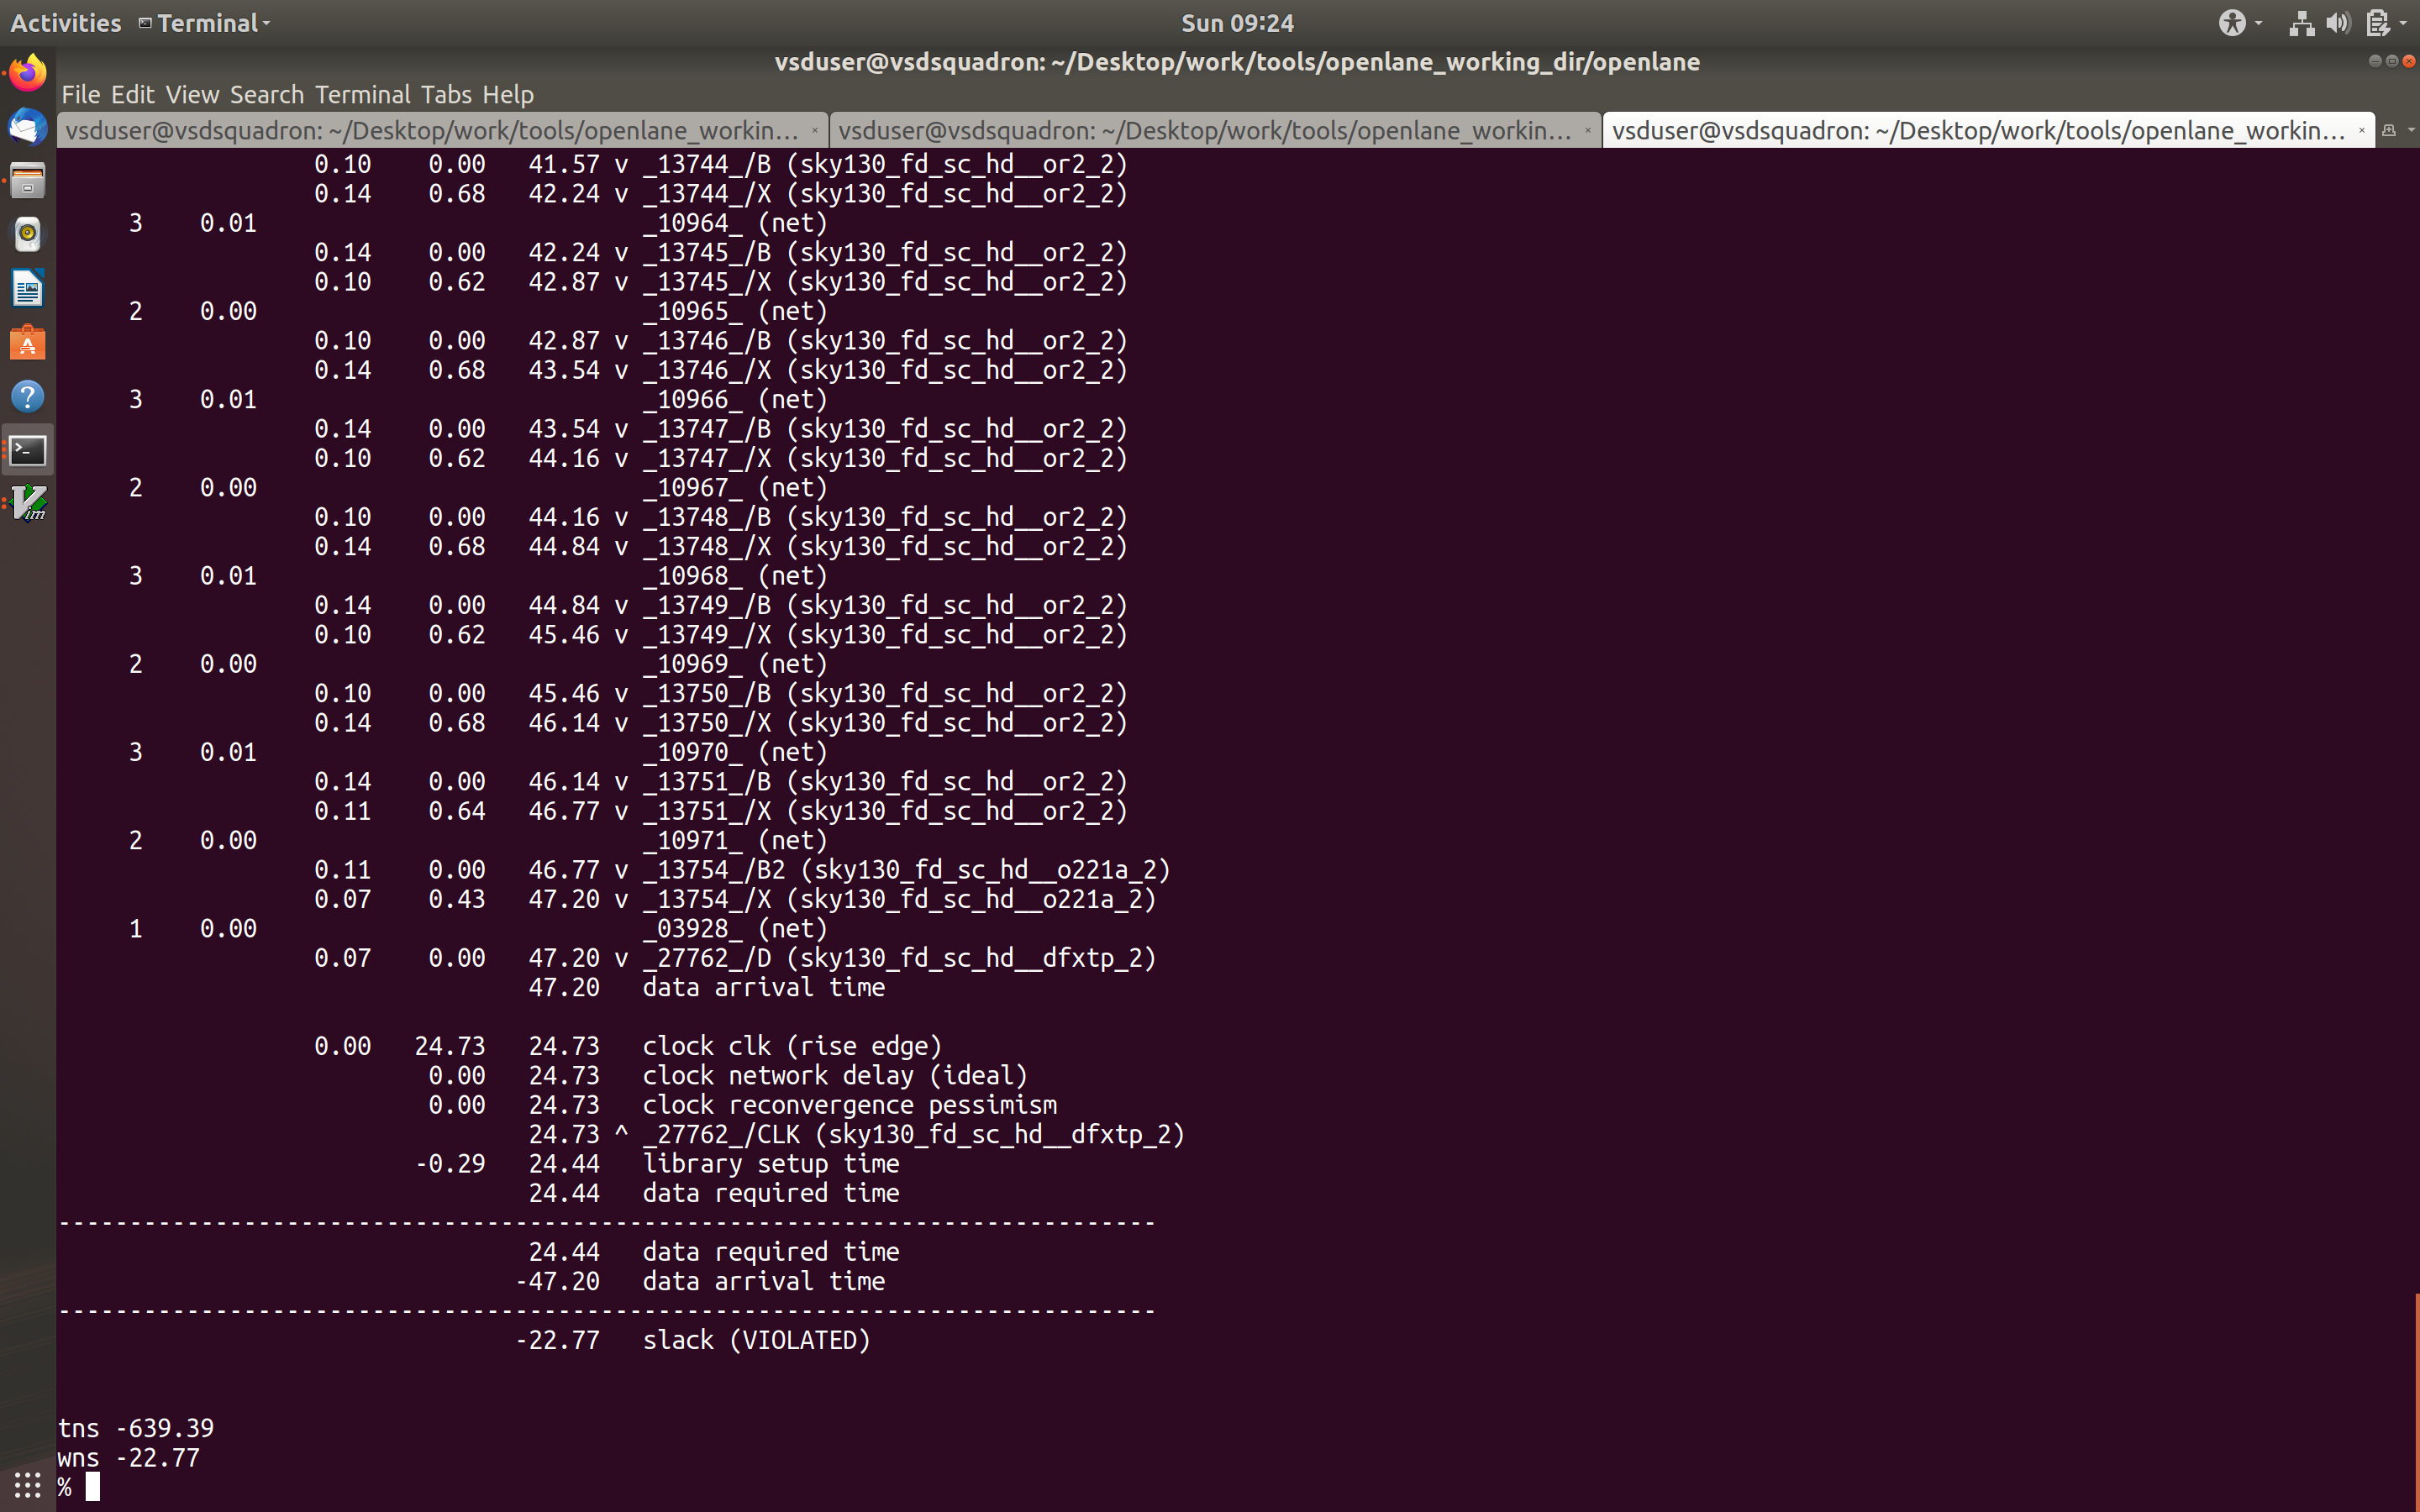 Activities Terminal Sun 09:24
vsduser@vsdsquadron: ~/Desktop/work/tools/openlane_working_dir/openlane
File Edit View Search Terminal Tabs Help
vsduser@vsdsquadron: ~/Desktop/work/tools/openlane_workin... vsduser@vsdsquadron: ~/Desktop/work/tools/openlane_workin... vsduser@vsdsquadron: ~/Desktop/work/tools/openlane_workin...
0.10 0.00 41.57 v _13744_/B (sky130_fd_sc_hd__or2_2)
0.14 0.68 42.24 v _13744_/X (sky130_fd_sc_hd__or2_2)
3 0.01 _10964_ (net)
0.14 0.00 42.24 v _13745_/B (sky130_fd_sc_hd__or2_2)
0.10 0.62 42.87 v _13745_/X (sky130_fd_sc_hd__or2_2)
2 0.00 _10965_ (net)
0.10 0.00 42.87 v _13746_/B (sky130_fd_sc_hd__or2_2)
0.14 0.68 43.54 v _13746_/X (sky130_fd_sc_hd__or2_2)
3 0.01 _10966_ (net)
0.14 0.00 43.54 v _13747_/B (sky130_fd_sc_hd__or2_2)
0.10 0.62 44.16 v _13747_/X (sky130_fd_sc_hd__or2_2)
2 0.00 _10967_ (net)
0.10 0.00 44.16 v _13748_/B (sky130_fd_sc_hd__or2_2)
0.14 0.68 44.84 v _13748_/X (sky130_fd_sc_hd__or2_2)
3 0.01 _10968_ (net)
0.14 0.00 44.84 v _13749_/B (sky130_fd_sc_hd__or2_2)
0.10 0.62 45.46 v _13749_/X (sky130_fd_sc_hd__or2_2)
2 0.00 _10969_ (net)
0.10 0.00 45.46 v _13750_/B (sky130_fd_sc_hd__or2_2)
0.14 0.68 46.14 v _13750_/X (sky130_fd_sc_hd__or2_2)
3 0.01 _10970_ (net)
0.14 0.00 46.14 v _13751_/B (sky130_fd_sc_hd__or2_2)
0.11 0.64 46.77 v _13751_/X (sky130_fd_sc_hd__or2_2)
2 0.00 _10971_ (net)
0.11 0.00 46.77 v _13754_/B2 (sky130_fd_sc_hd__o221a_2)
0.07 0.43 47.20 v _13754_/X (sky130_fd_sc_hd__o221a_2)
1 0.00 _03928_ (net)
0.07 0.00 47.20 v _27762_/D (sky130_fd_sc_hd__dfxtp_2)
47.20 data arrival time
0.00 24.73 24.73 clock clk (rise edge)
0.00 24.73 clock network delay (ideal)
0.00 24.73 clock reconvergence pessimism
24.73 ^ _27762_/CLK (sky130_fd_sc_hd__dfxtp_2)
-0.29 24.44 library setup time
24.44 data required time
-----------------------------------------------------------------------------
24.44 data required time
-47.20 data arrival time
-----------------------------------------------------------------------------
-22.77 slack (VIOLATED)
tns -639.39
wns -22.77
%